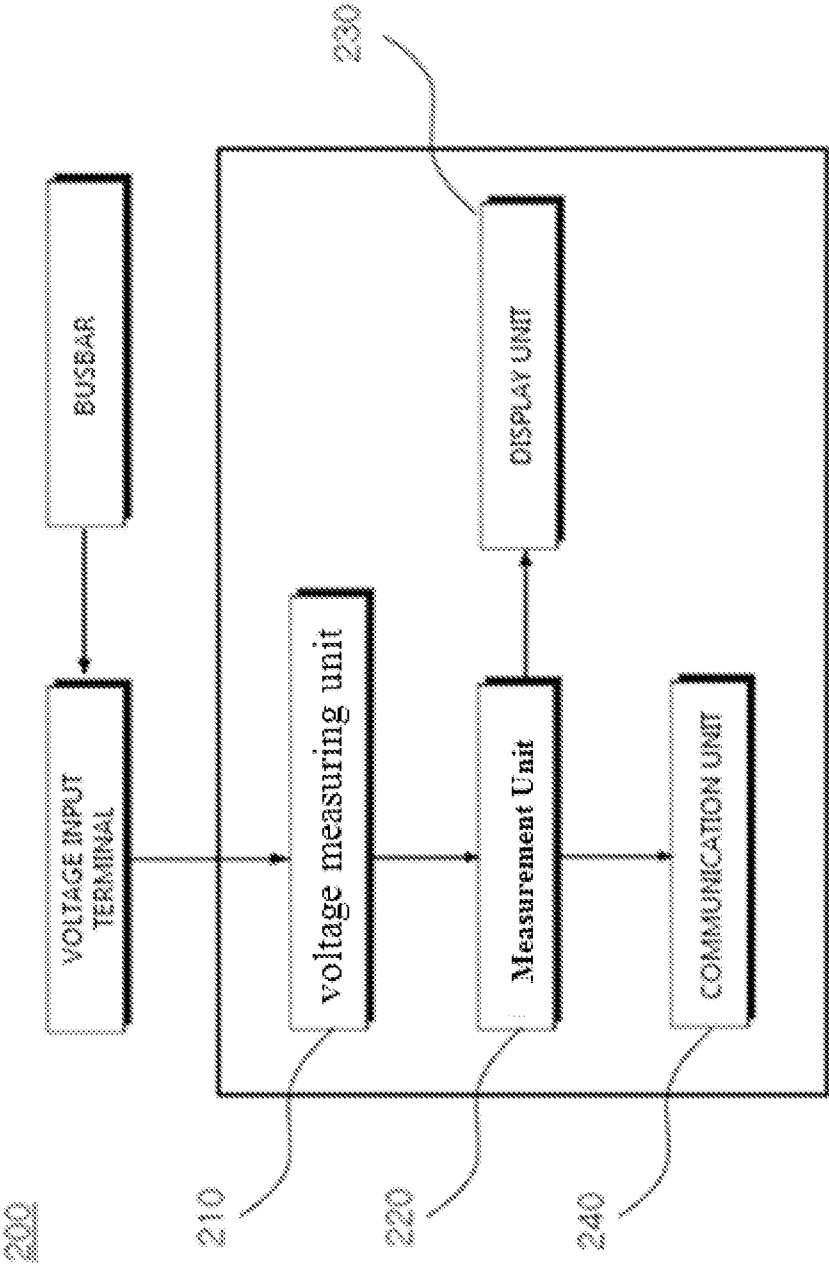 200
VOLTAGE INPUT
TERMINAL
BUSBAR
210
voltage measuring unit
220
Measurement Unit
DISPLAY UNIT
230
240
COMMUNICATION UNIT